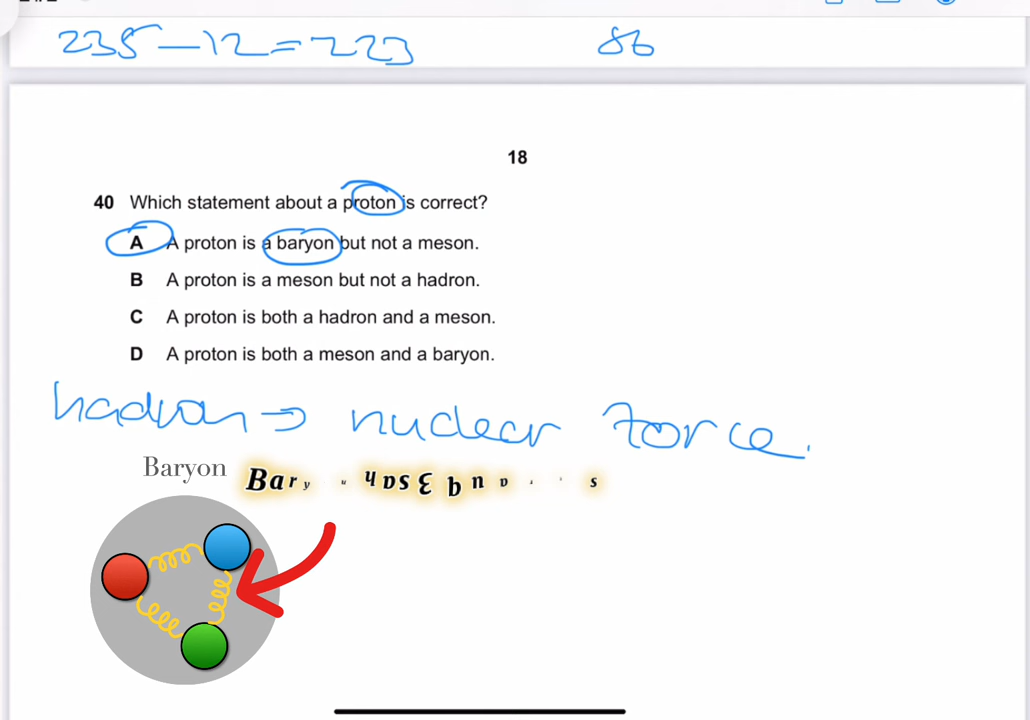 235-12=223 86
18
40 Which statement about a proton is correct?
A A proton is a baryon but not a meson.
B A proton is a meson but not a hadron.
C A proton is both a hadron and a meson.
D A proton is both a meson and a baryon.
hadron → nuclear force.
Baryon